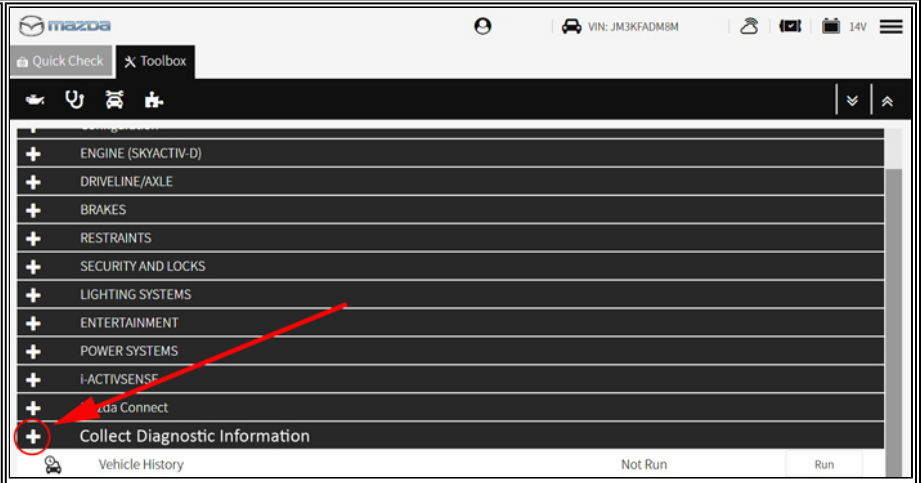 mazda VIN: JM3KFADM8M 14V
Quick Check Toolbox
ENGINE (SKYACTIV-D)
DRIVELINE/AXLE
BRAKES
RESTRAINTS
SECURITY AND LOCKS
LIGHTING SYSTEMS
ENTERTAINMENT
POWER SYSTEMS
i-ACTIVSENSE
Connect
Collect Diagnostic Information
Vehicle History Not Run Run